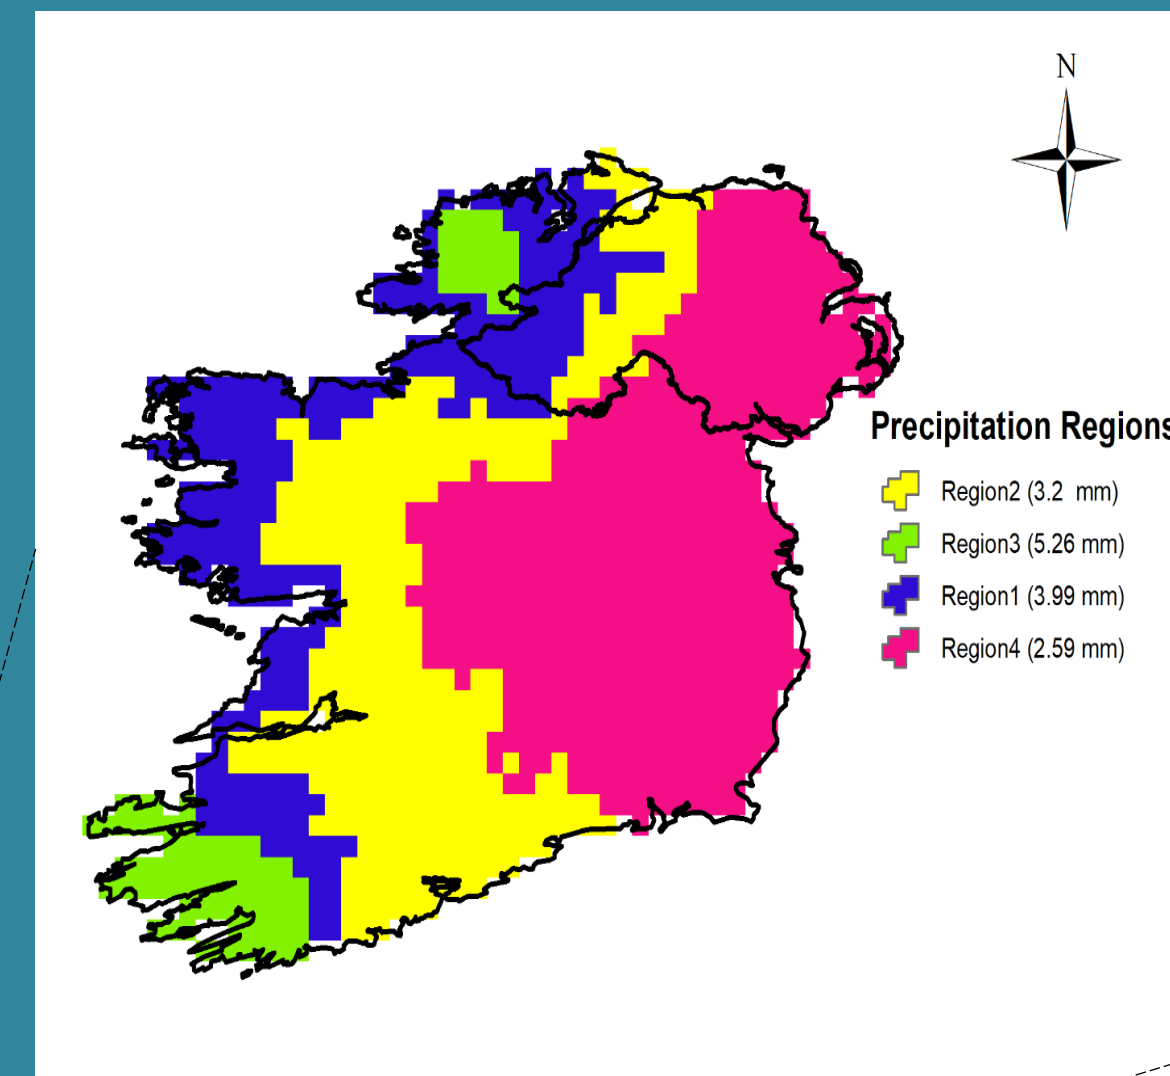 N
Precipitation Regions
Region2 (3.2 mm)
Region3 (5.26 mm)
Region1 (3.99 mm)
Region4 (2.59 mm)